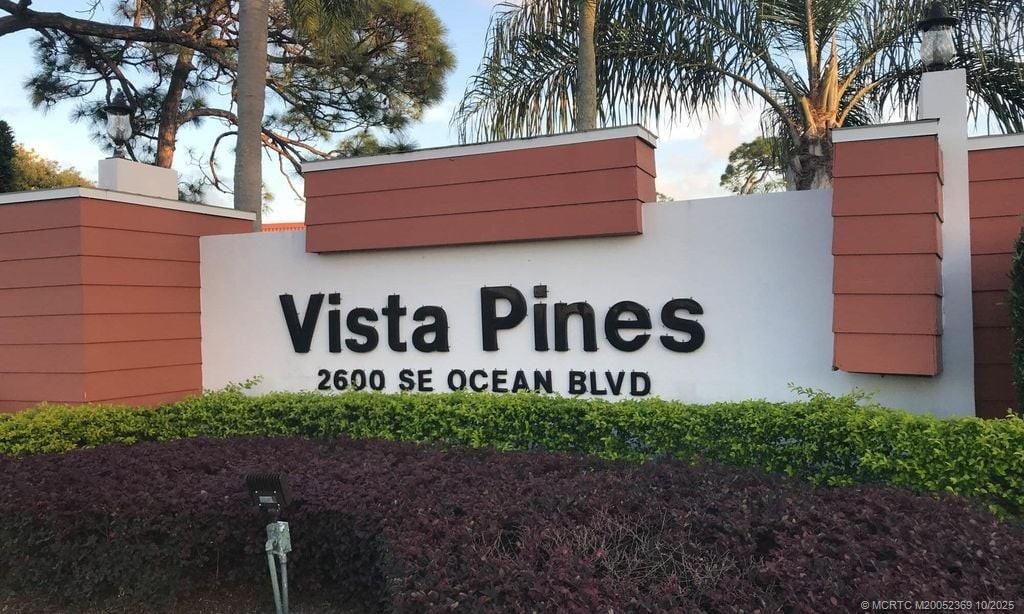 Vista Pines
2600 SE OCEAN BLVD
© MCRTC M20052369 10/2025